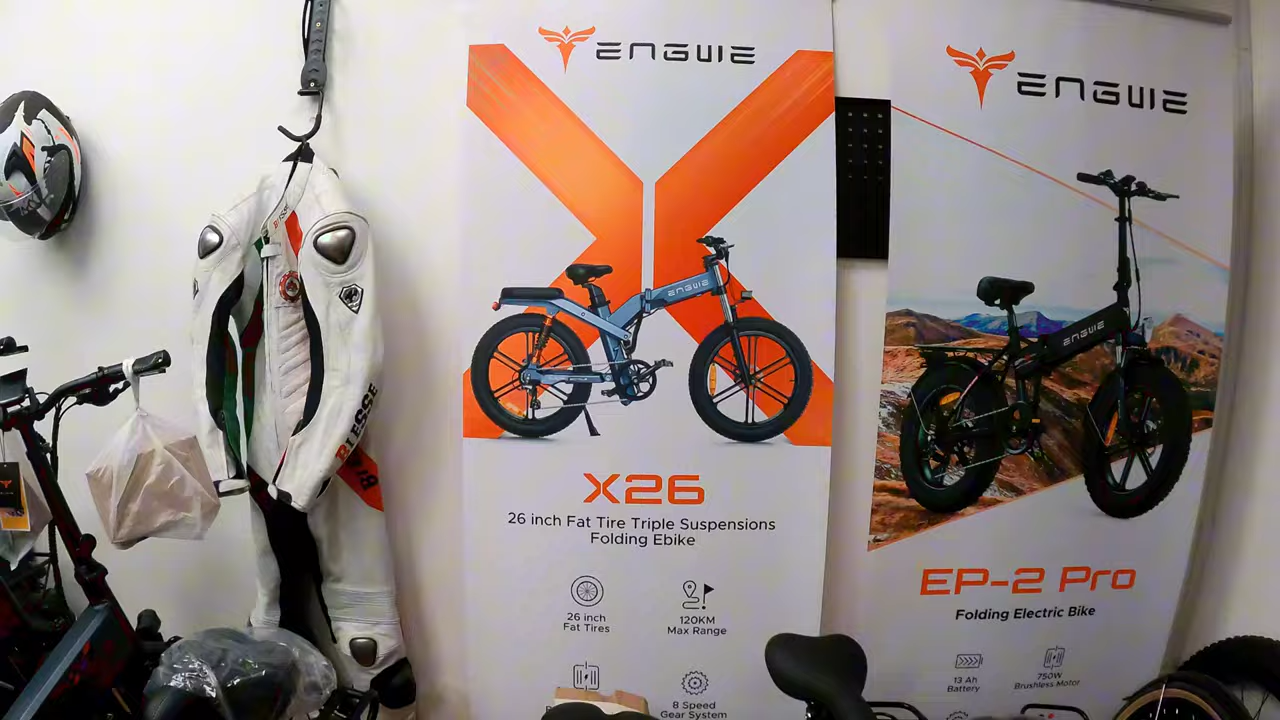 ENGWE
ENGWE
X26
26 inch Fat Tire Triple Suspensions
Folding Ebike
26 inch
Fat Tires
120KM
Max Range
8 Speed
Gear System
ENGWE
ENGWE
EP-2 Pro
Folding Electric Bike
13 Ah
Battery
750W
Brushless Motor
BIESSE